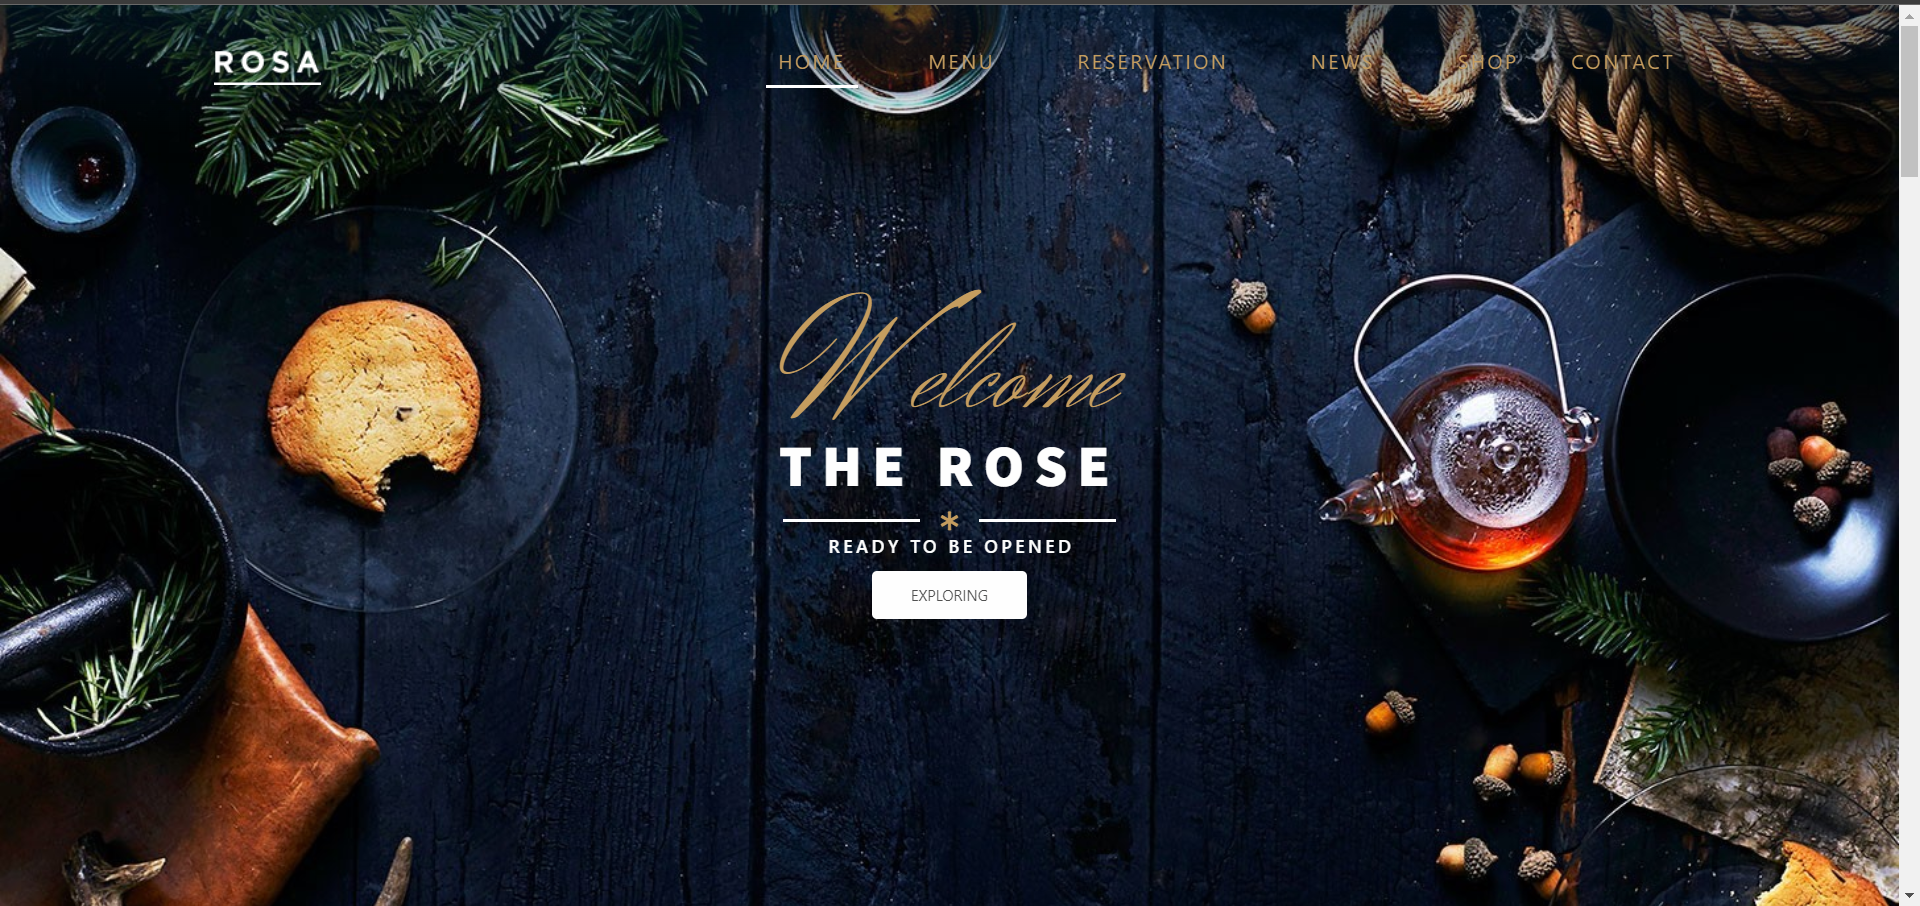 ROSA
HOME MENU RESERVATION NEWS SHOP CONTACT
Welcome
THE ROSE
*
READY TO BE OPENED
EXPLORING